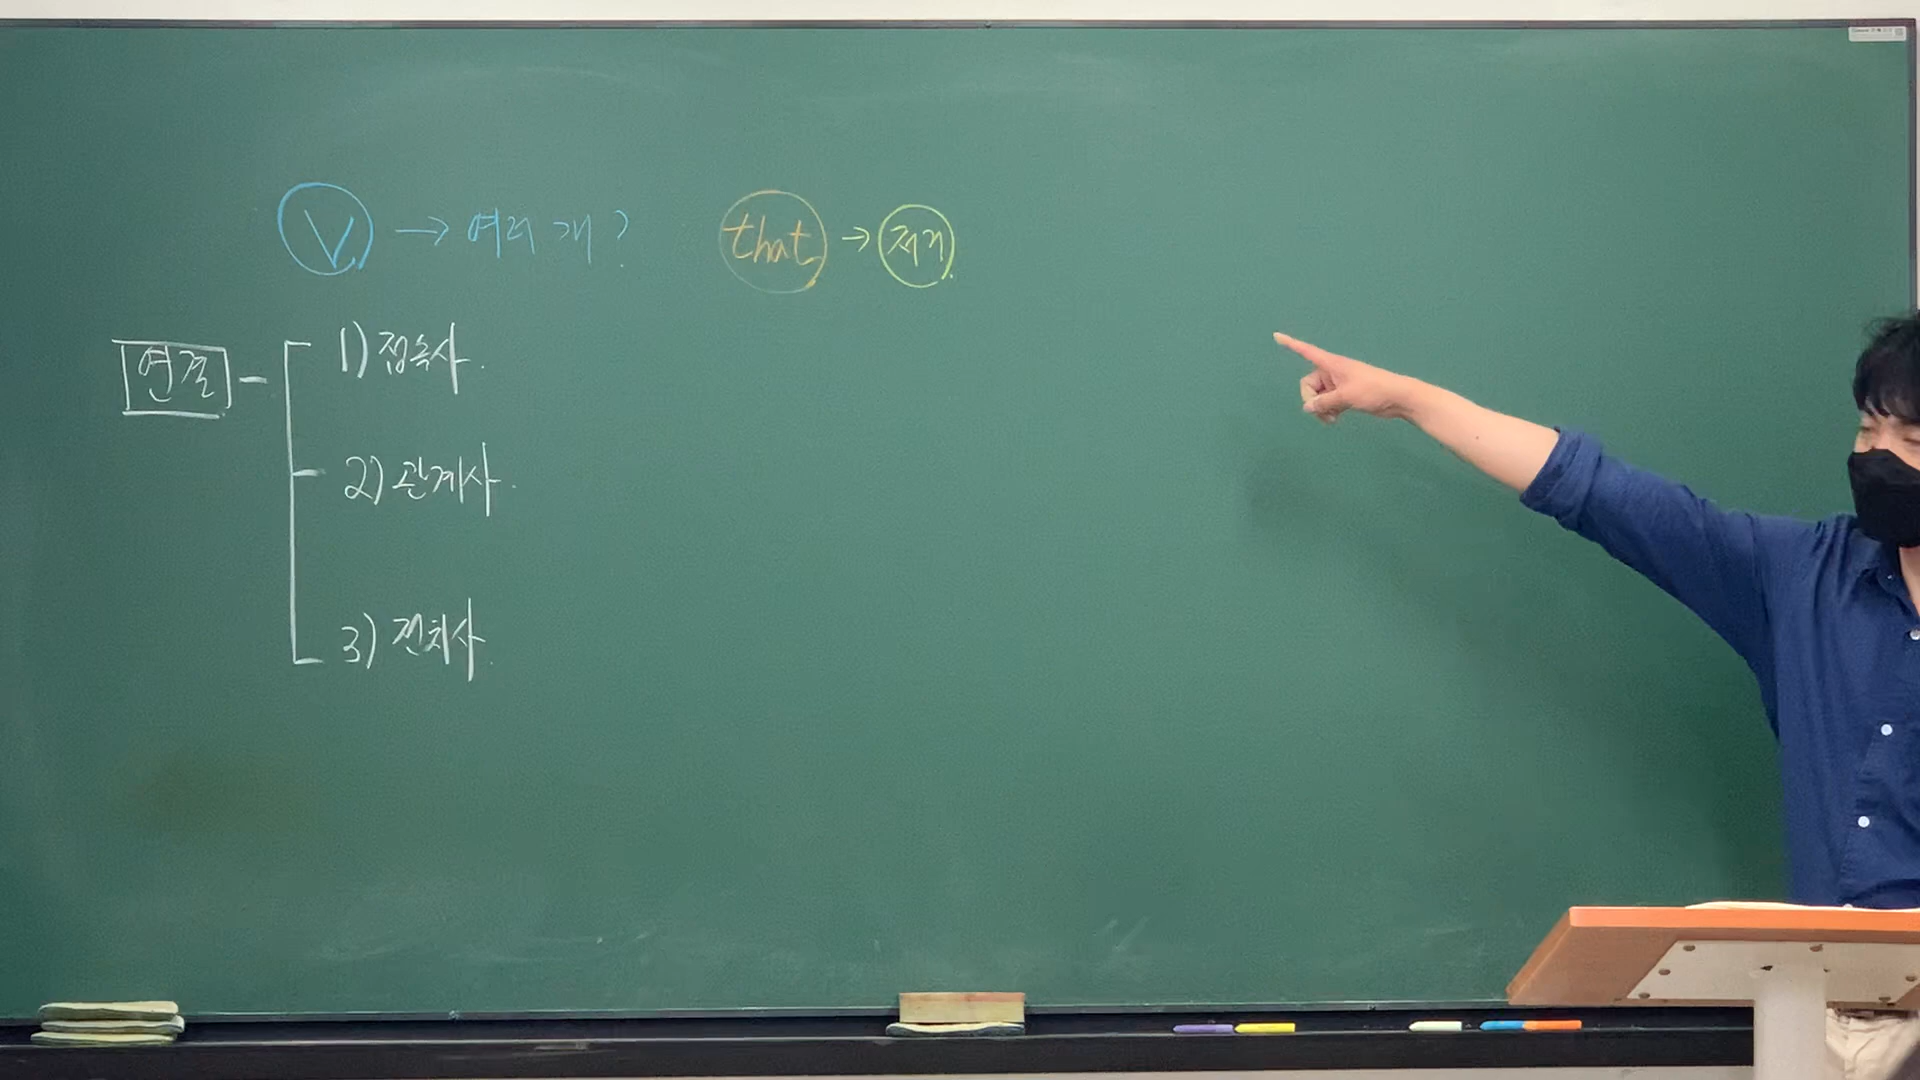 V → 여러 개? that → 저거
연결
1) 접속사.
2) 관계사.
3) 전치사.